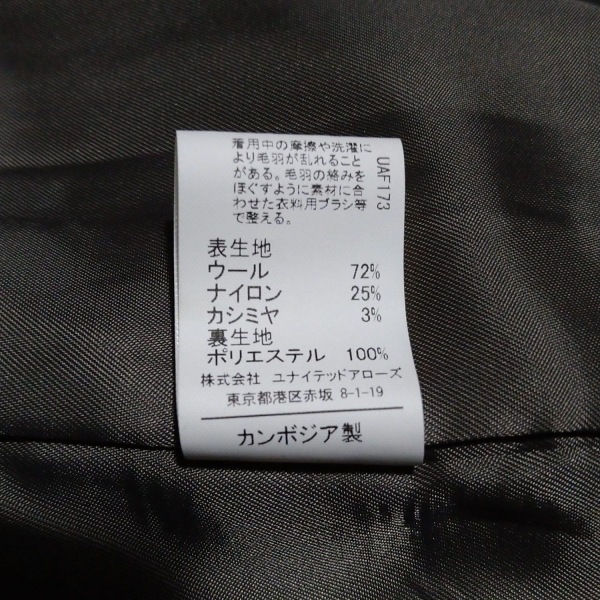 着用中の摩擦や洗濯に
より毛羽が乱れること
がある。毛羽の絡みを
ほぐすように素材に合
わせた衣料用ブラシ等
で整える。
UAF173
表生地
ウール 72%
ナイロン 25%
カシミヤ 3%
裏生地
ポリエステル 100%
株式会社 ユナイテッドアローズ
東京都港区赤坂 8-1-19
カンボジア製